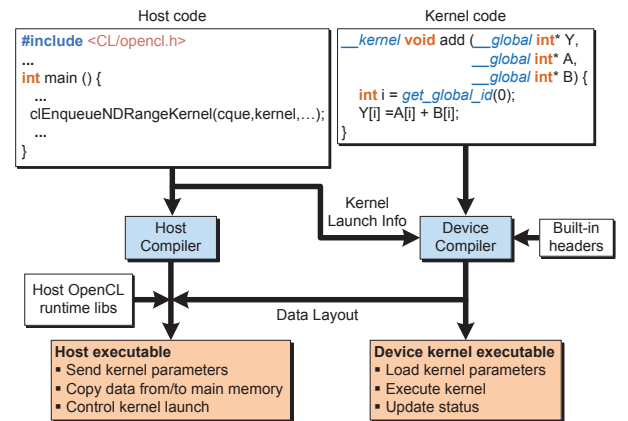 Host code
#include <CL/opencl.h>
...
int main () {
...
clEnqueueNDRangeKernel(cque,kernel,...);
...
}
Kernel code
__kernel void add (__global int* Y,
__global int* A,
__global int* B) {
int i = get_global_id(0);
Y[i] =A[i] + B[i];
}
Kernel
Launch Info
Host
Compiler
Device
Compiler
Built-in
headers
Host OpenCL
runtime libs
Data Layout
Host executable
▪ Send kernel parameters
▪ Copy data from/to main memory
▪ Control kernel launch
Device kernel executable
▪ Load kernel parameters
▪ Execute kernel
▪ Update status